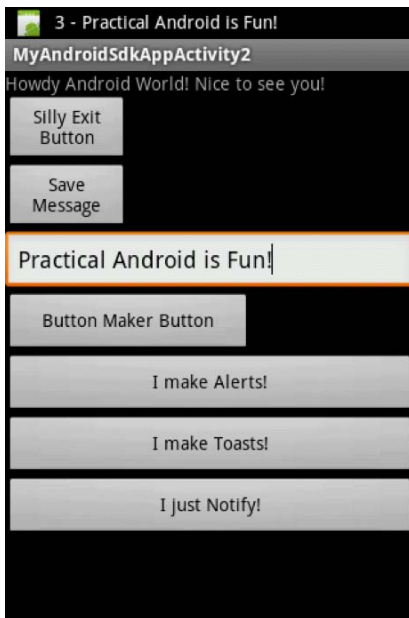 3 - Practical Android is Fun!
MyAndroidSdkAppActivity2
Howdy Android World! Nice to see you!
Silly Exit
Button
Save
Message
Practical Android is Fun!
Button Maker Button
I make Alerts!
I make Toasts!
I just Notify!